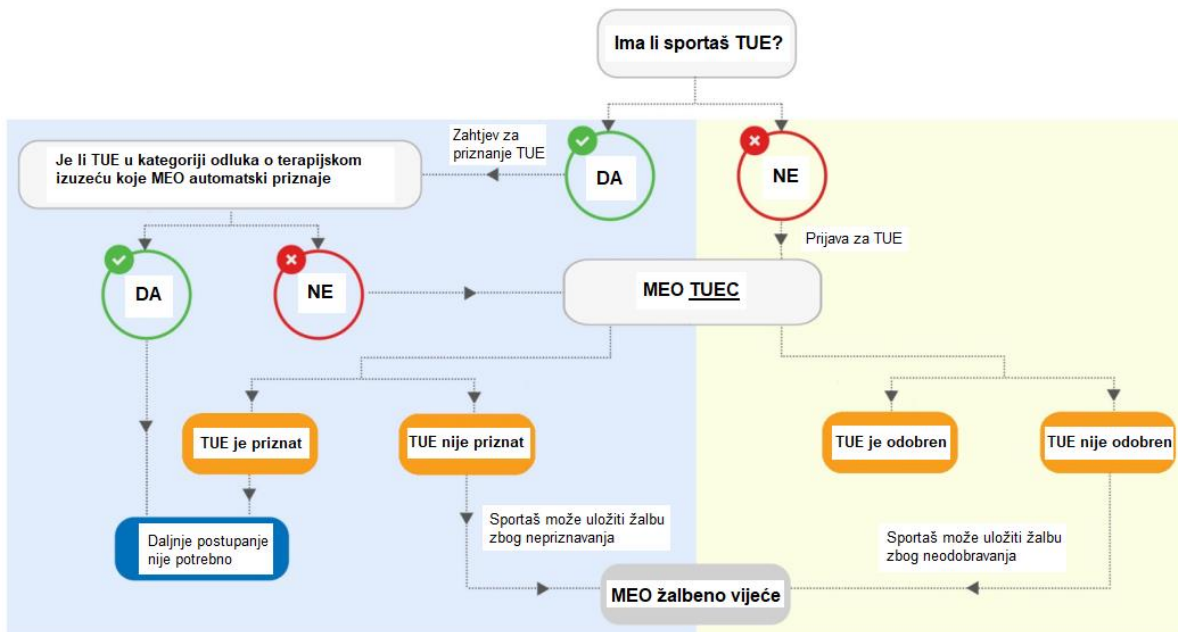 Ima li sportaš TUE?
Zahtjev za
priznanje TUE
Je li TUE u kategoriji odluka o terapijskom
izuzeću koje MEO automatski priznaje
DA
NE
Prijava za TUE
DA
NE
MEO TUEC
TUE je priznat
TUE nije priznat
TUE je odobren
TUE nije odobren
Daljnje postupanje
nije potrebno
Sportaš može uložiti žalbu
zbog nepriznavanja
Sportaš može uložiti žalbu
zbog neodobravanja
MEO žalbeno vijeće